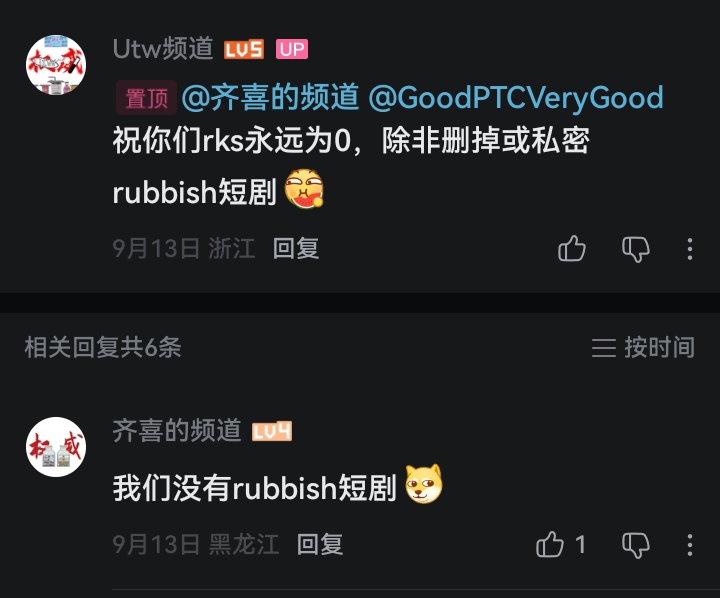 Utw频道 LV5 UP
置顶 @齐喜的频道 @GoodPTCVeryGood
祝你们rks永远为0，除非删掉或私密
rubbish短剧
9月13日 浙江 回复
相关回复共6条 按时间
权威
齐喜的频道 LV4
我们没有rubbish短剧
9月13日 黑龙江 回复 1